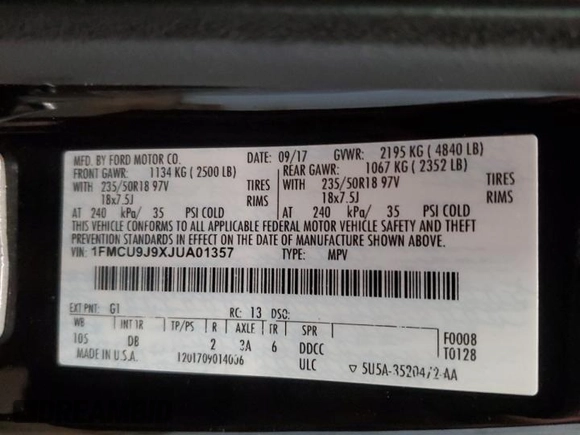 MFD. BY FORD MOTOR CO. DATE: 09/17 GVWR: 2195 KG ( 4840 LB)
FRONT GAWR: 1134 KG ( 2500 LB) REAR GAWR: 1067 KG ( 2352 LB)
WITH 235/50R18 97V TIRES WITH 235/50R18 97V TIRES
18x7.5J RIMS 18x7.5J RIMS
AT 240 kPa/ 35 PSI COLD AT 240 kPa/ 35 PSI COLD
THIS VEHICLE CONFORMS TO ALL APPLICABLE FEDERAL MOTOR VEHICLE SAFETY AND THEFT
PREVENTION STANDARDS IN EFFECT ON THE DATE OF MANUFACTURE SHOWN ABOVE.
VIN: 1FMCU9J9XJUA01357 TYPE: MPV
EXT PNT: G1 RC: 13 DSO:
WB INT TR TP/PS R AXLE TR SPR F0008
105 DB 2 3A 6 DDCC T0128
MADE IN U.S.A. ULC